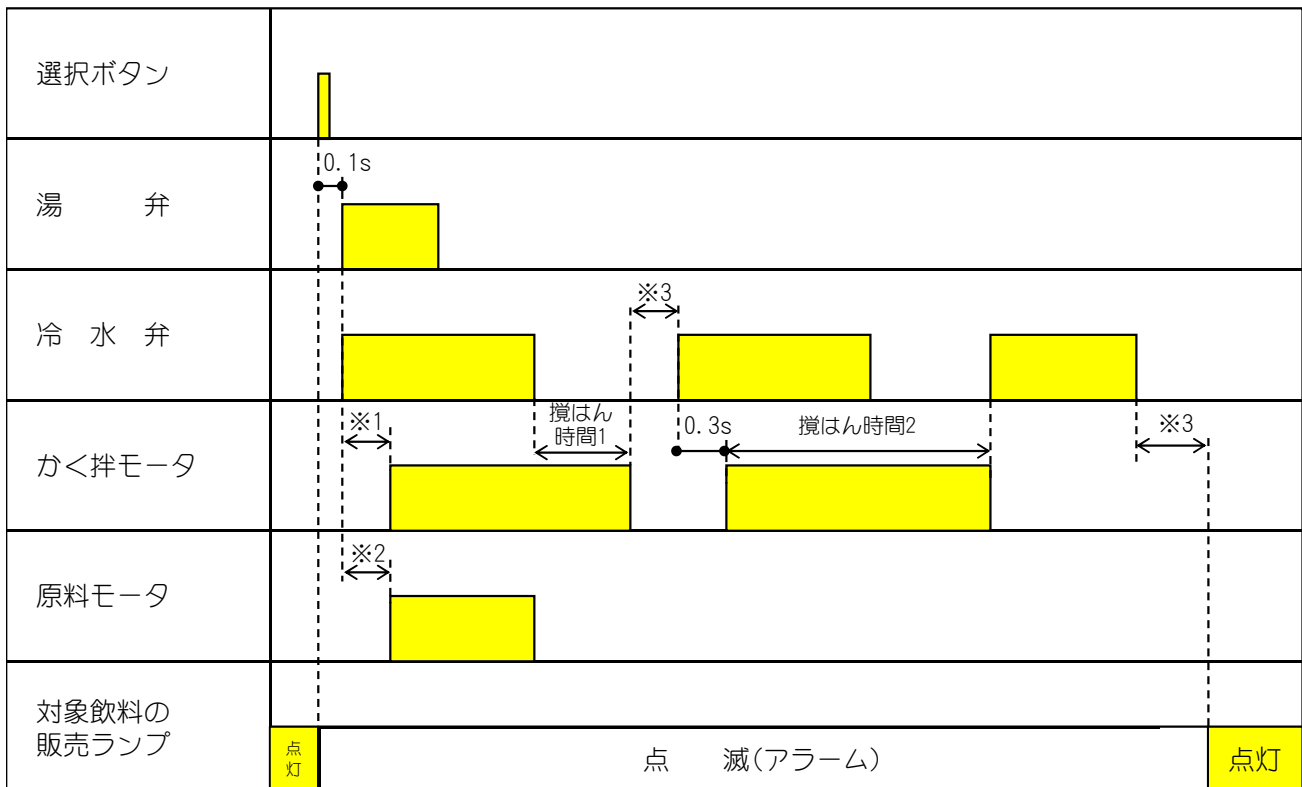 選択ボタン
0.1s
湯 弁
※3
冷 水 弁
※1
撹はん
時間1
0.3s
撹はん時間2
※3
かく拌モータ
※2
原料モータ
対象飲料の
販売ランプ
点
灯
点 滅(アラーム)
点灯